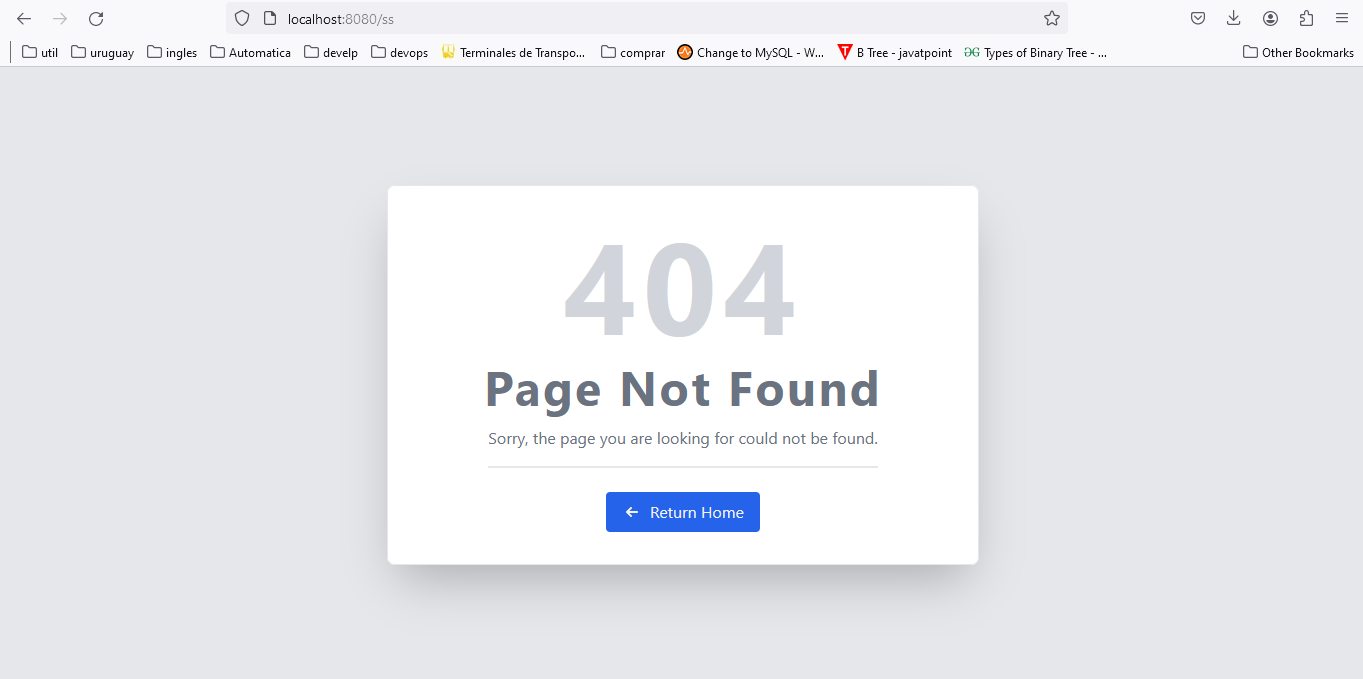 localhost:8080/ss
util uruguay ingles Automatica develp devops Terminales de Transpo... comprar Change to MySQL - W... B Tree - javatpoint Types of Binary Tree - ... Other Bookmarks
404
Page Not Found
Sorry, the page you are looking for could not be found.
Return Home